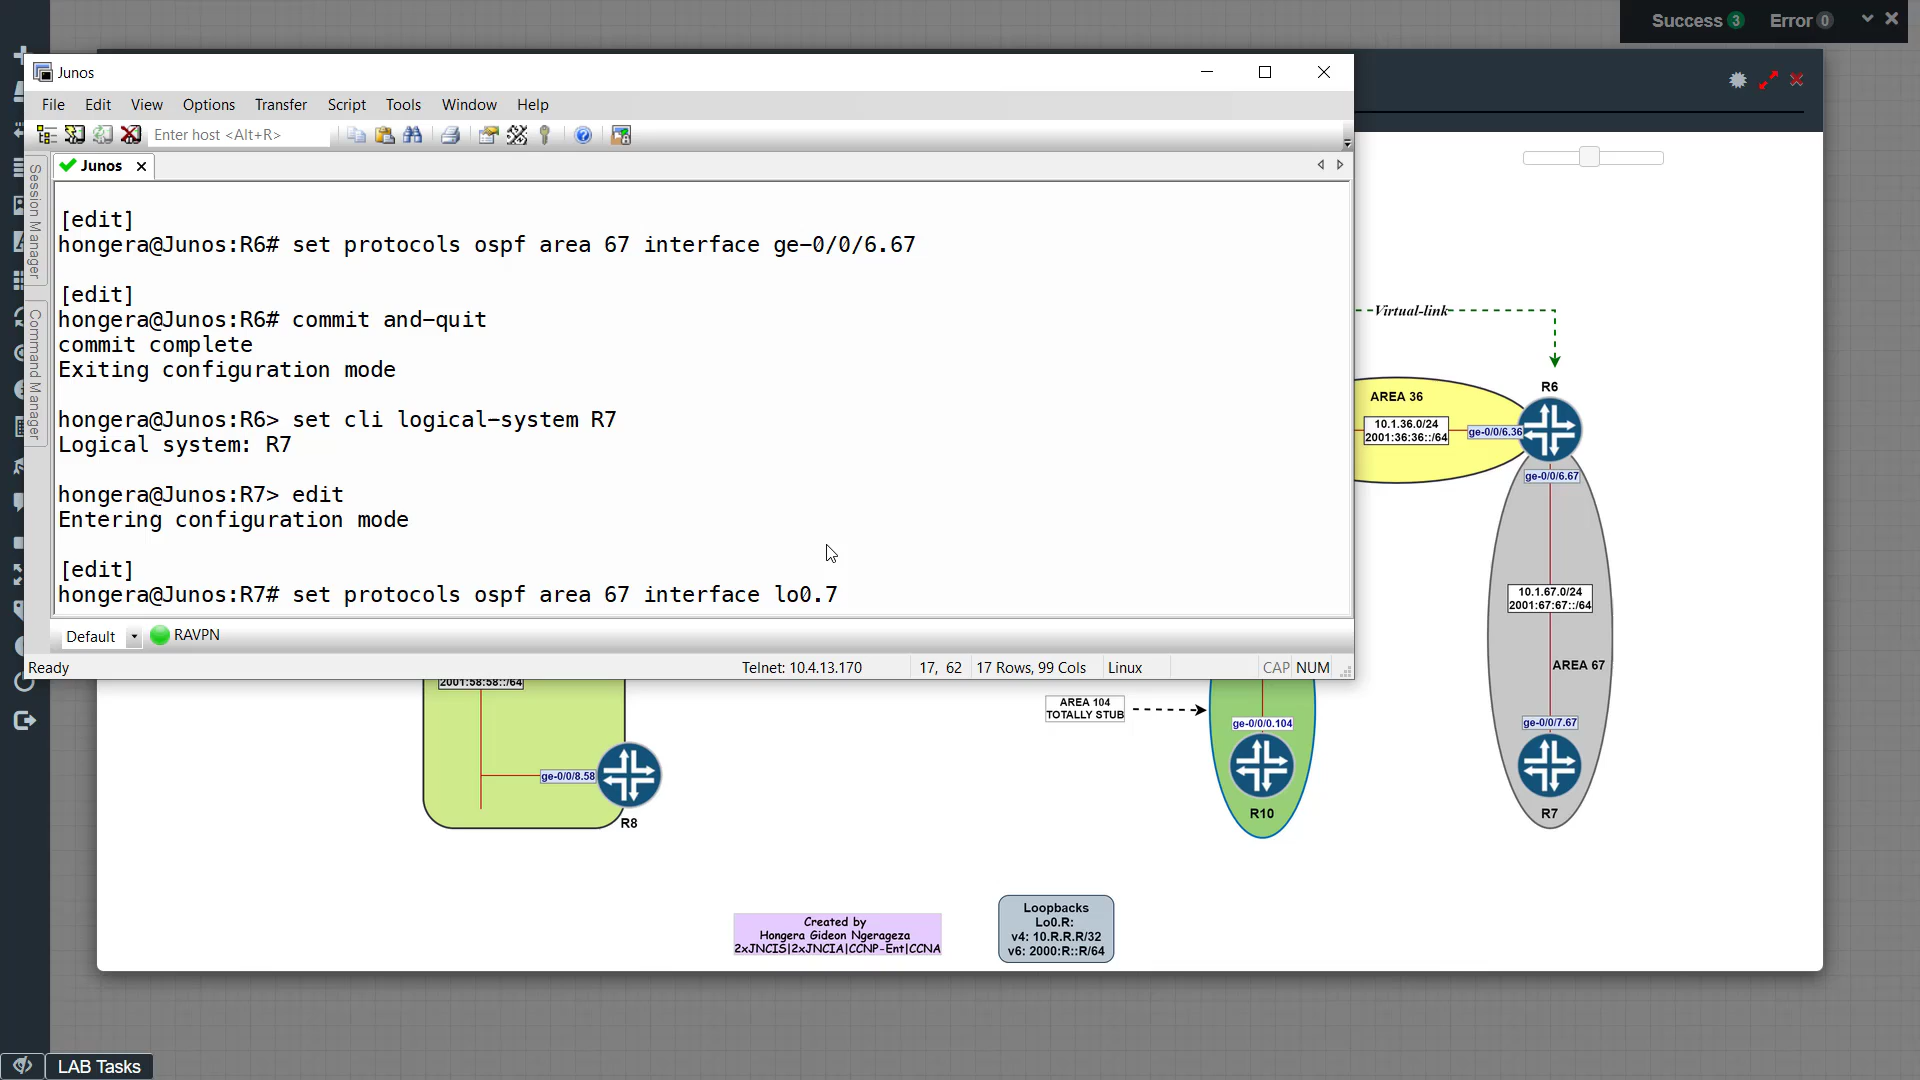 Success 3 Error 0
Junos
File Edit View Options Transfer Script Tools Window Help
Enter host <Alt+R>
Junos
Session Manager
Command Manager
[edit]
hongera@Junos:R6# set protocols ospf area 67 interface ge-0/0/6.67
[edit]
hongera@Junos:R6# commit and-quit
commit complete
Exiting configuration mode
hongera@Junos:R6> set cli logical-system R7
Logical system: R7
hongera@Junos:R7> edit
Entering configuration mode
[edit]
hongera@Junos:R7# set protocols ospf area 67 interface lo0.7
Default RAVPN
Ready Telnet: 10.4.13.170 17, 62 17 Rows, 99 Cols Linux CAP NUM
Virtual-link
R6
AREA 36
10.1.36.0/24
2001:36:36::/64
ge-0/0/6.36
ge-0/0/6.67
10.1.67.0/24
2001:67:67::/64
AREA 67
ge-0/0/7.67
R7
2001:58:58::/64
ge-0/0/8.58
R8
AREA 104
TOTALLY STUB
ge-0/0/0.104
R10
Created by
Hongera Gideon Ngerageza
2xJNCIS|2xJNCIA|CCNP-Ent|CCNA
Loopbacks
Lo0.R:
v4: 10.R.R.R/32
v6: 2000:R::R/64
LAB Tasks